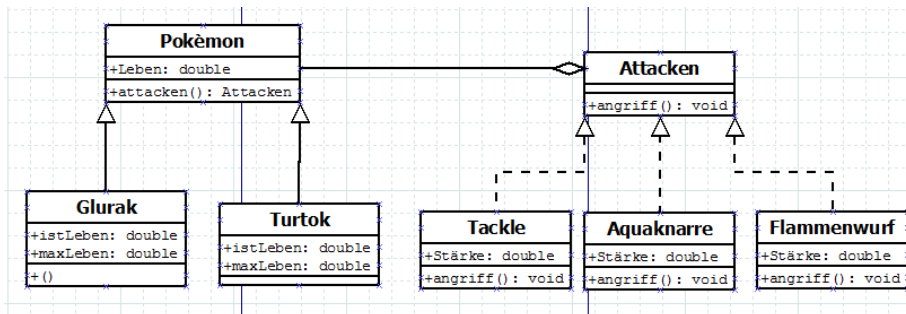 Pokèmon
+Leben: double
+attacken(): Attacken
Attacken
+angriff(): void
Glurak
+istLeben: double
+maxLeben: double
+()
Turtok
+istLeben: double
+maxLeben: double
Tackle
+Stärke: double
+angriff(): void
Aquaknarre
+Stärke: double
+angriff(): void
Flammenwurf
+Stärke: double
+angriff(): void